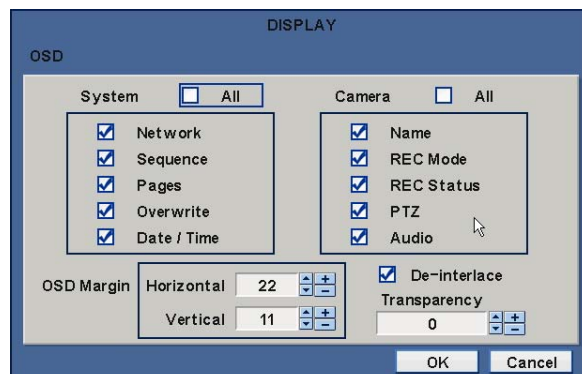 DISPLAY
OSD
System All
Network
Sequence
Pages
Overwrite
Date / Time
Camera All
Name
REC Mode
REC Status
PTZ
Audio
OSD Margin
Horizontal 22
Vertical 11
De-interlace
Transparency
0
OK Cancel